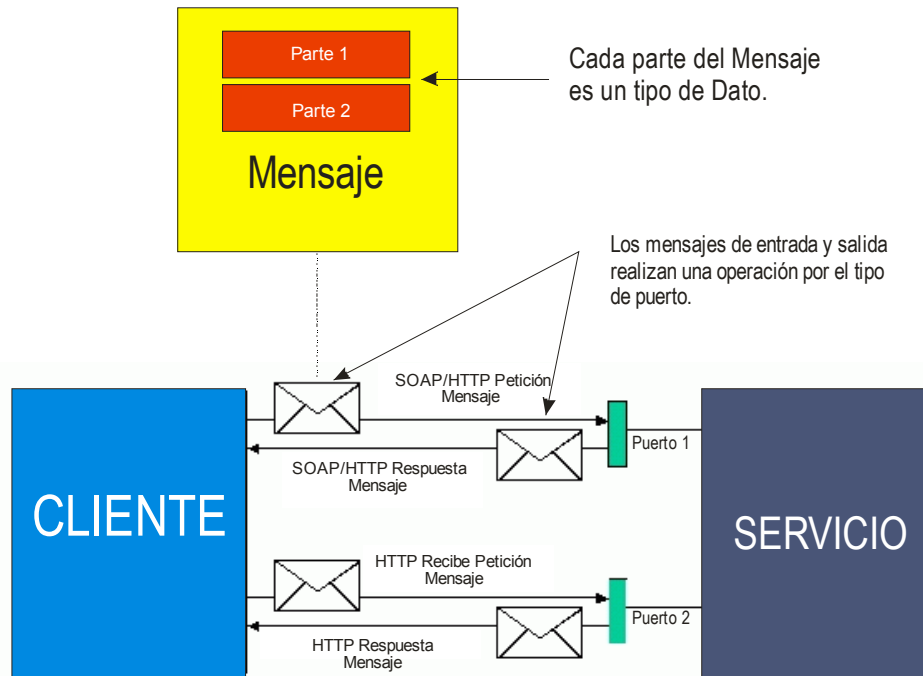 Parte 1
Parte 2
Mensaje
Cada parte del Mensaje
es un tipo de Dato.
Los mensajes de entrada y salida
realizan una operación por el tipo
de puerto.
CLIENTE
SOAP/HTTP Petición
Mensaje
SOAP/HTTP Respuesta
Mensaje
Puerto 1
HTTP Recibe Petición
Mensaje
HTTP Respuesta
Mensaje
Puerto 2
SERVICIO